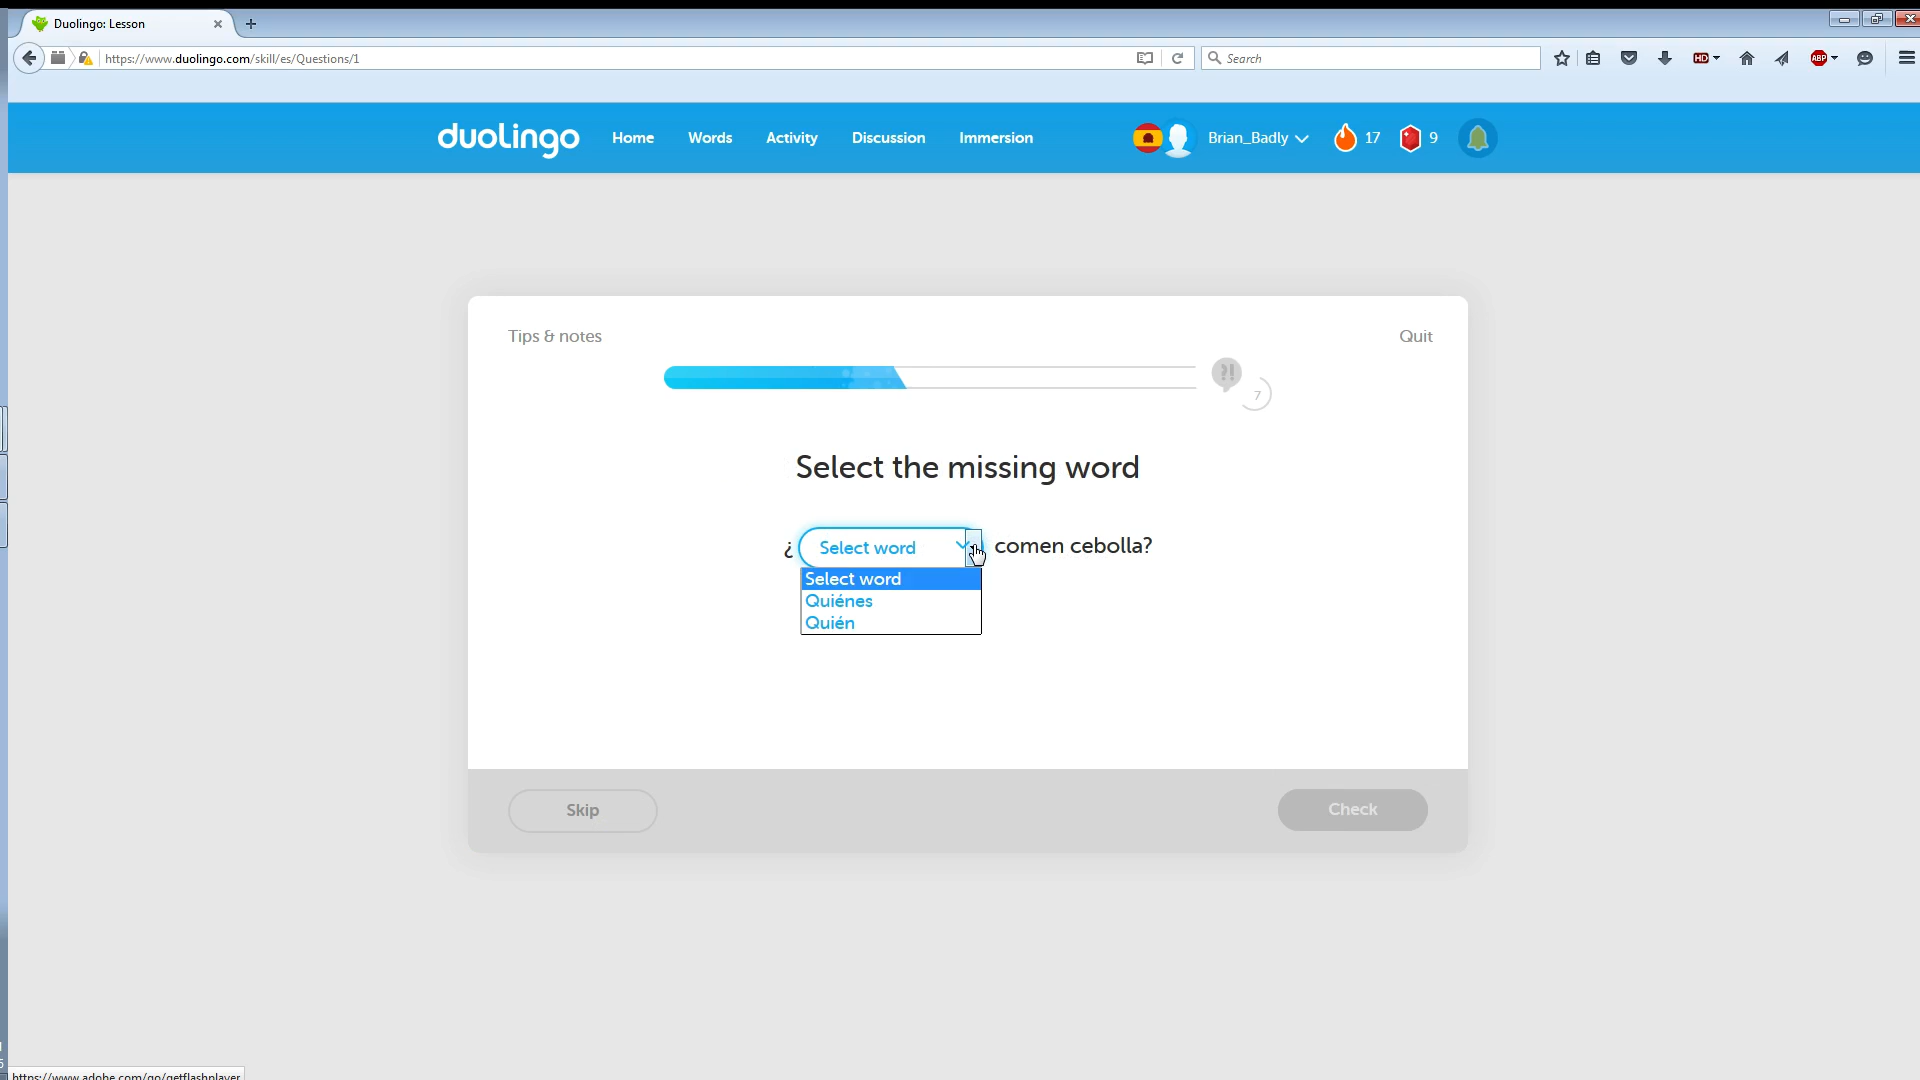 Duolingo: Lesson
https://www.duolingo.com/skill/es/Questions/1
Search
HD
ABP
duolingo
Home
Words
Activity
Discussion
Immersion
Brian_Badly
17
9
Tips & notes
Quit
?!
7
Select the missing word
¿ Select word comen cebolla?
Select word
Quiénes
Quién
Skip
Check
https://www.adobe.com/go/getflashplayer